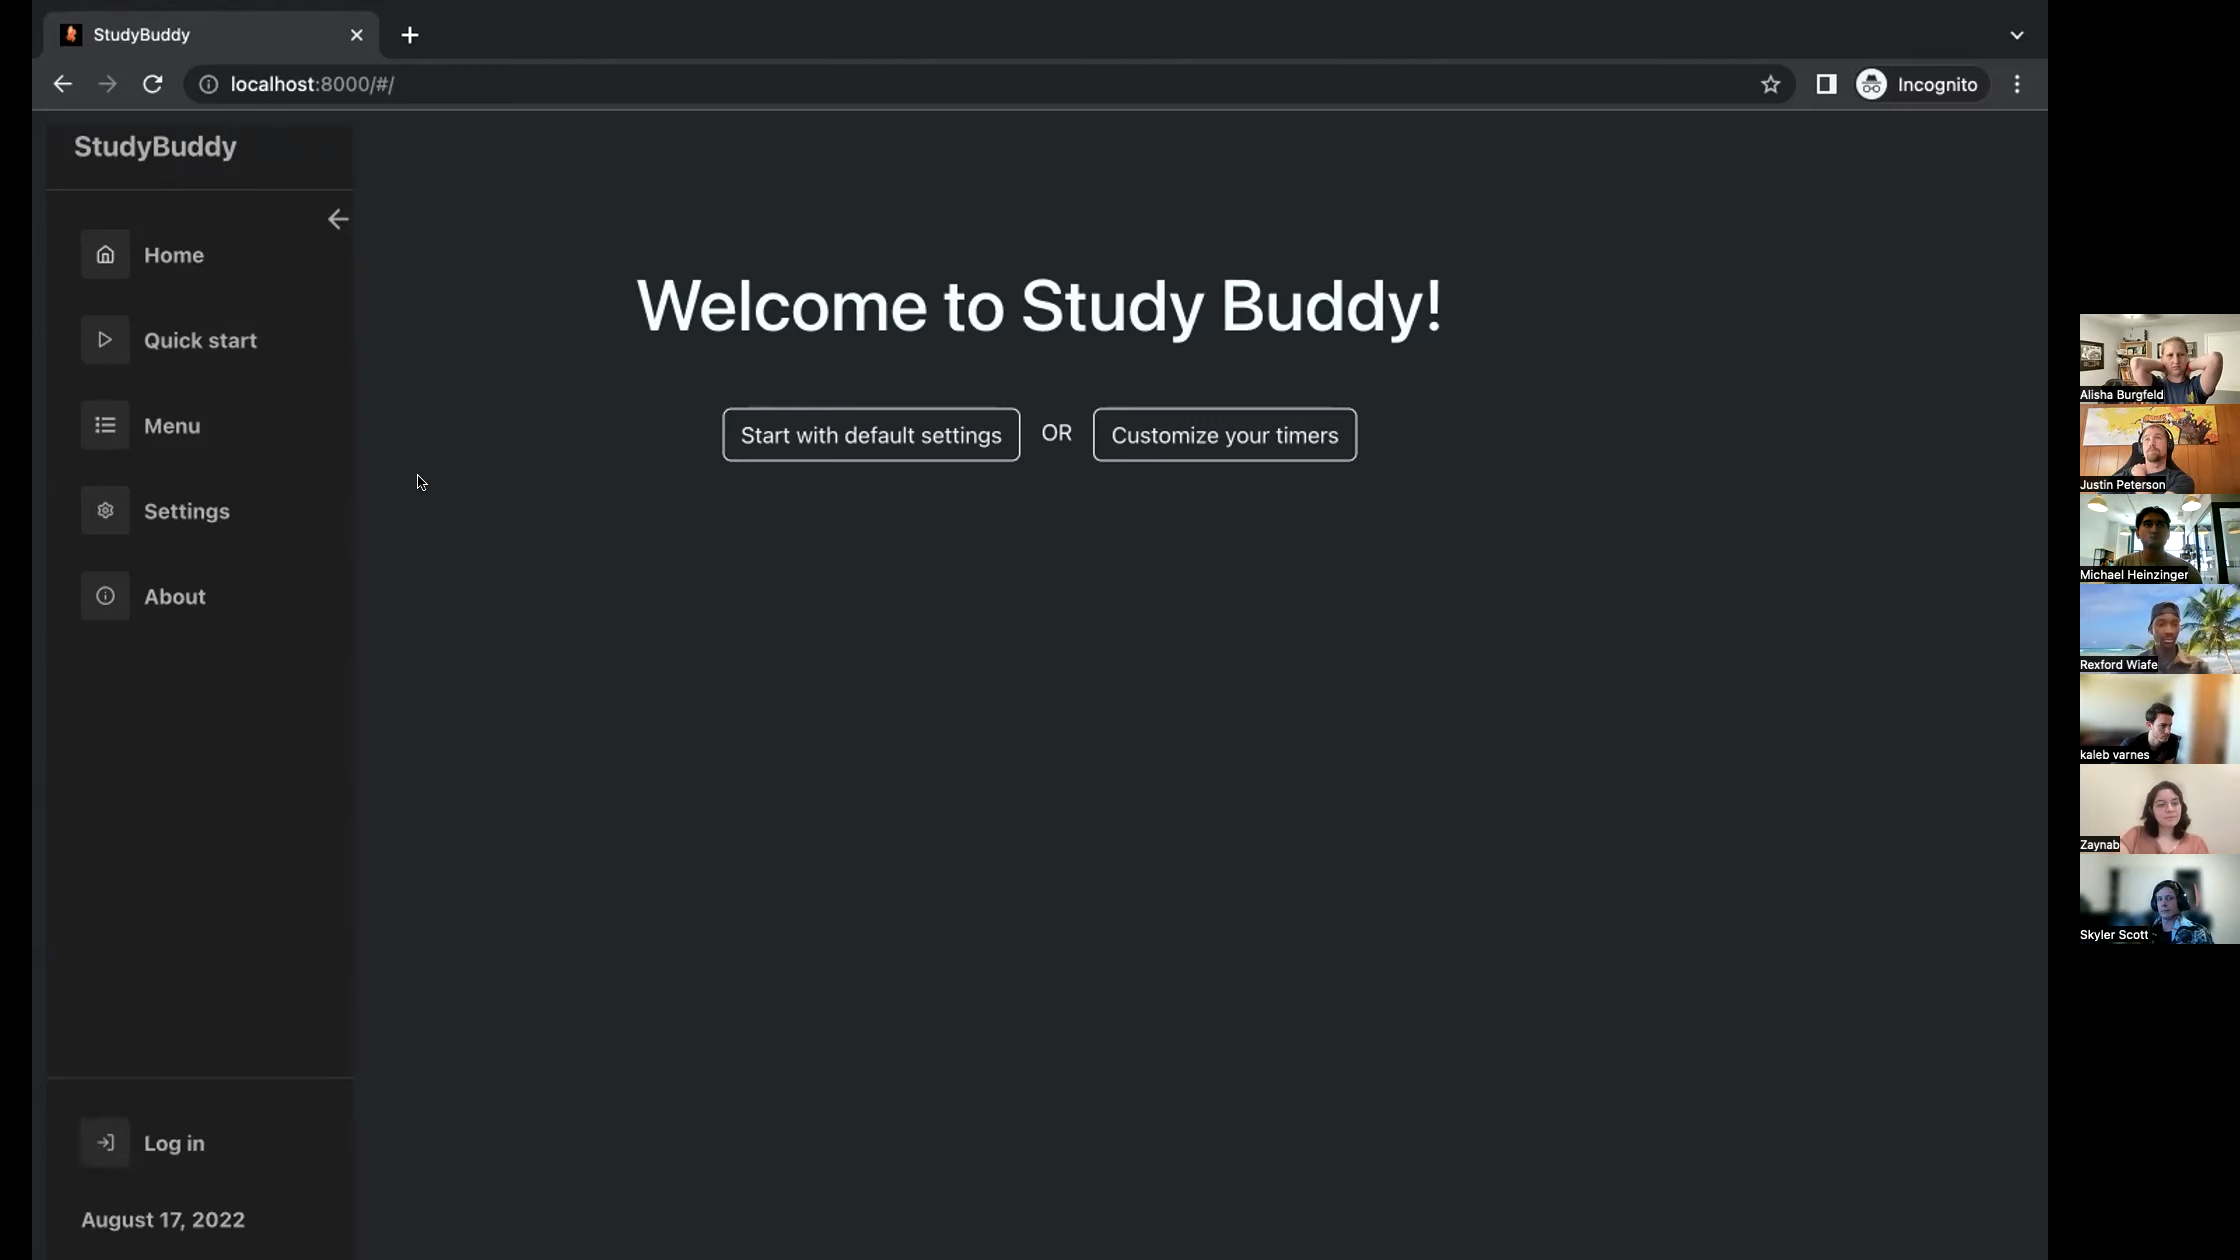 StudyBuddy
localhost:8000/#/
Incognito
StudyBuddy
Home
Quick start
Menu
Settings
About
Log in
August 17, 2022
Welcome to Study Buddy!
Start with default settings OR Customize your timers
Alisha Burgfeld
Justin Peterson
Michael Heinzinger
Rexford Wiafe
kaleb varnes
Zaynab
Skyler Scott